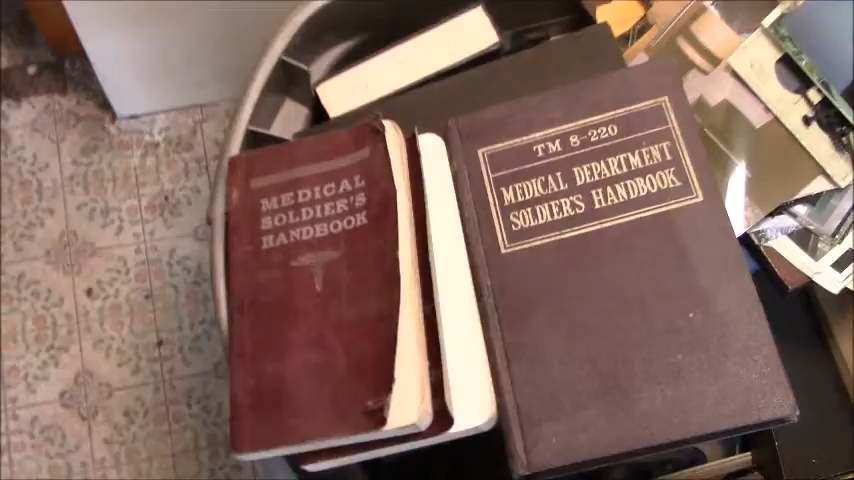 MEDICAL
SOLDIER'S
HANDBOOK
TM 8-220
MEDICAL DEPARTMENT
SOLDIER'S HANDBOOK